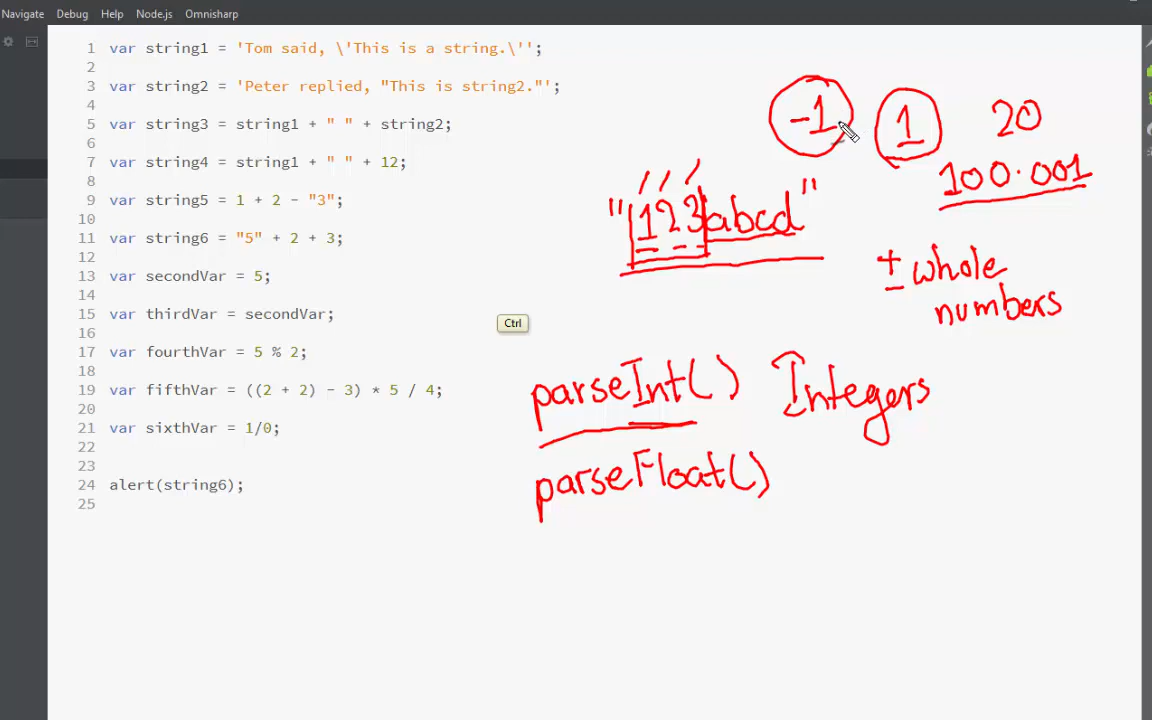 Navigate Debug Help Node.js Omnisharp
1 var string1 = 'Tom said, \'This is a string.\'';
2
3 var string2 = 'Peter replied, "This is string2."';
4
5 var string3 = string1 + " " + string2;
6
7 var string4 = string1 + " " + 12;
8
9 var string5 = 1 + 2 - "3";
10
11 var string6 = "5" + 2 + 3;
12
13 var secondVar = 5;
14
15 var thirdVar = secondVar;
16
17 var fourthVar = 5 % 2;
18
19 var fifthVar = ((2 + 2) - 3) * 5 / 4;
20
21 var sixthVar = 1/0;
22
23
24 alert(string6);
25
-1 1 20
100.001
"123abcd"
± whole
numbers
Ctrl
parseInt() Integers
parseFloat()